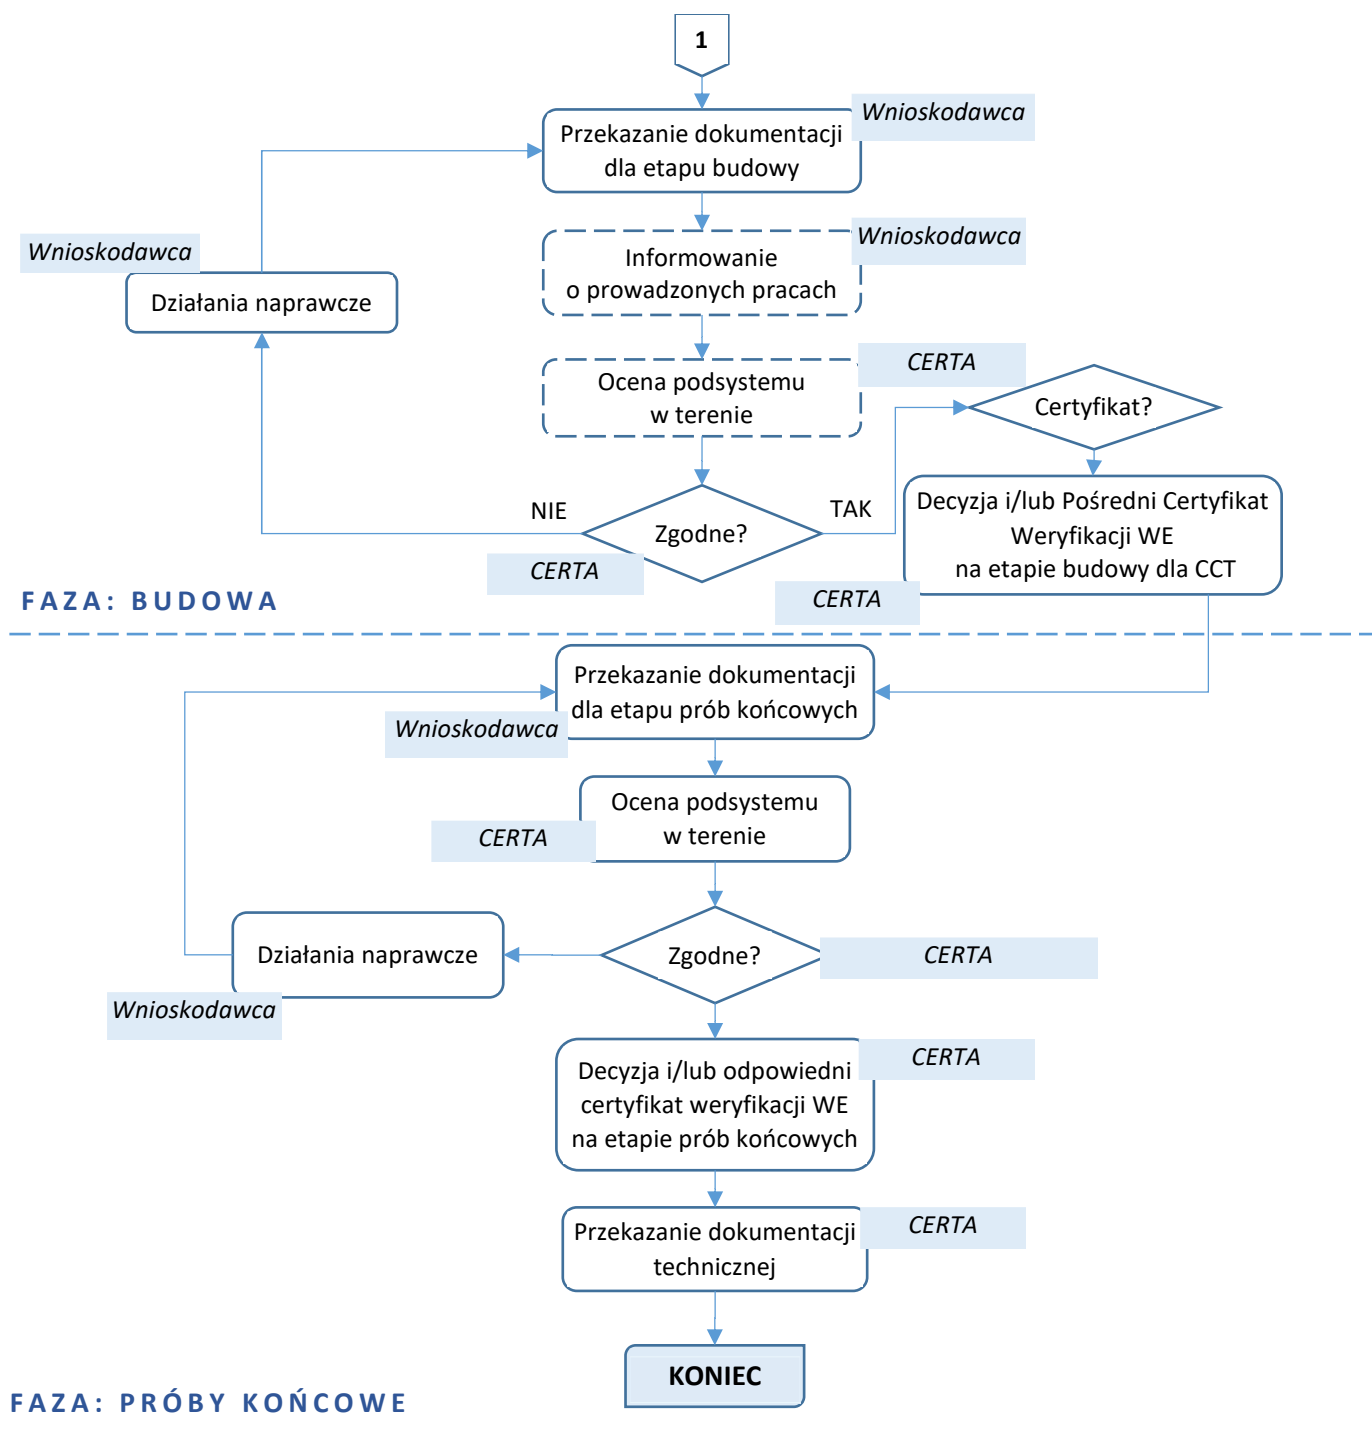 1
Wnioskodawca
Przekazanie dokumentacji
dla etapu budowy
Wnioskodawca
Informowanie
o prowadzonych pracach
Wnioskodawca
Działania naprawcze
CERTA
Ocena podsystemu
w terenie
Certyfikat?
NIE
TAK
Zgodne?
CERTA
Decyzja i/lub Pośredni Certyfikat
Weryfikacji WE
na etapie budowy dla CCT
CERTA
FAZA: BUDOWA
Przekazanie dokumentacji
dla etapu prób końcowych
Wnioskodawca
Ocena podsystemu
w terenie
CERTA
Działania naprawcze
Zgodne?
CERTA
Wnioskodawca
CERTA
Decyzja i/lub odpowiedni
certyfikat weryfikacji WE
na etapie prób końcowych
CERTA
Przekazanie dokumentacji
technicznej
KONIEC
FAZA: PRÓBY KOŃCOWE